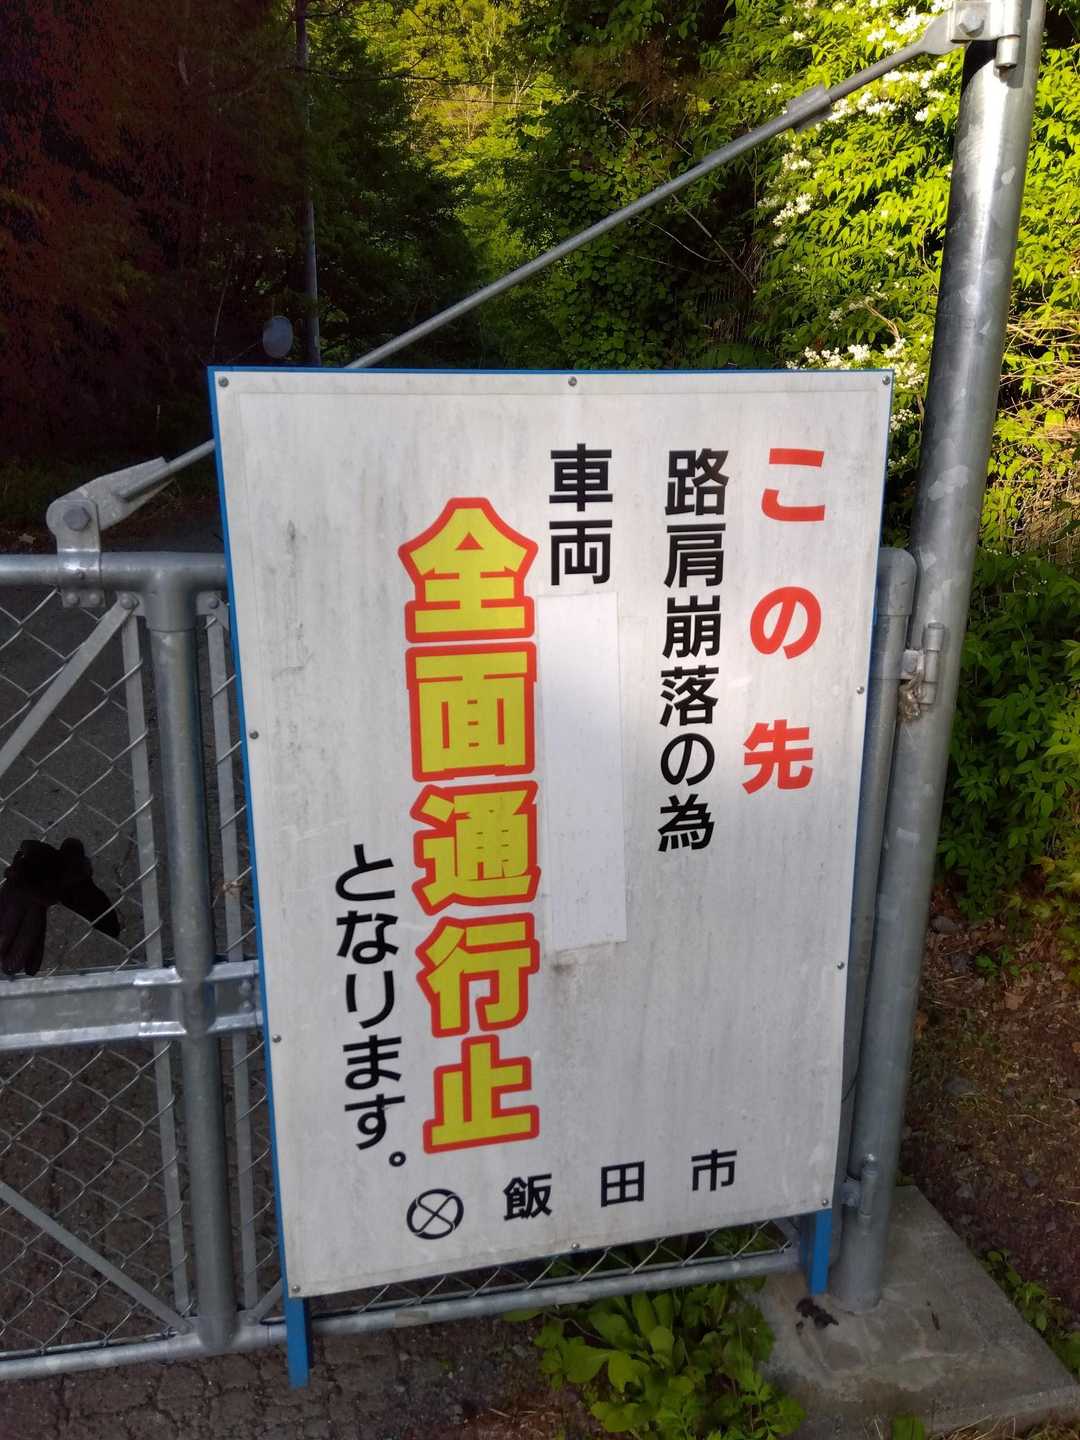 この先
路肩崩落の為
車両
全面通行止
となります。
飯田市